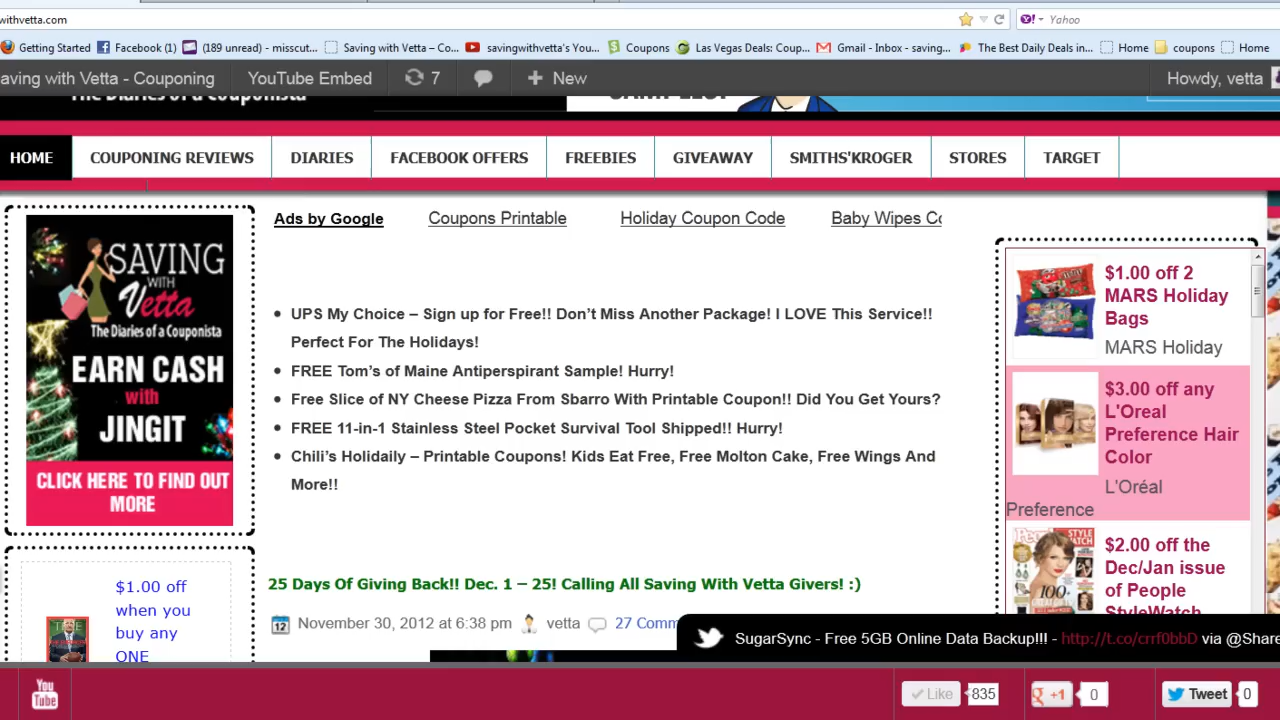 withvetta.com
Yahoo
Getting Started Facebook (1) (189 unread) - misscut... Saving with Vetta – Co... savingwithvetta's You... Coupons Las Vegas Deals: Coup... Gmail - Inbox - saving... The Best Daily Deals in... Home coupons Home
aving with Vetta - Couponing YouTube Embed 7 + New Howdy, vetta
The Diaries of a Couponista
HOME COUPONING REVIEWS DIARIES FACEBOOK OFFERS FREEBIES GIVEAWAY SMITHS'KROGER STORES TARGET
SAVING
WITH
Vetta
The Diaries of a Couponista
EARN CASH
with
JINGIT
CLICK HERE TO FIND OUT
MORE
$1.00 off
when you
buy any
ONE
Ads by Google Coupons Printable Holiday Coupon Code Baby Wipes Co
• UPS My Choice – Sign up for Free!! Don't Miss Another Package! I LOVE This Service!!
Perfect For The Holidays!
• FREE Tom's of Maine Antiperspirant Sample! Hurry!
• Free Slice of NY Cheese Pizza From Sbarro With Printable Coupon!! Did You Get Yours?
• FREE 11-in-1 Stainless Steel Pocket Survival Tool Shipped!! Hurry!
• Chili's Holidaily – Printable Coupons! Kids Eat Free, Free Molton Cake, Free Wings And
More!!
25 Days Of Giving Back!! Dec. 1 – 25! Calling All Saving With Vetta Givers! :)
12 November 30, 2012 at 6:38 pm vetta 27 Comm
$1.00 off 2
MARS Holiday
Bags
MARS Holiday
$3.00 off any
L'Oreal
Preference Hair
Color
L'Oréal
Preference
$2.00 off the
Dec/Jan issue
of People
StyleWatch
SugarSync - Free 5GB Online Data Backup!!! - http://t.co/crrf0bbD via @Share
You
Tube
Like 835 +1 0 Tweet 0